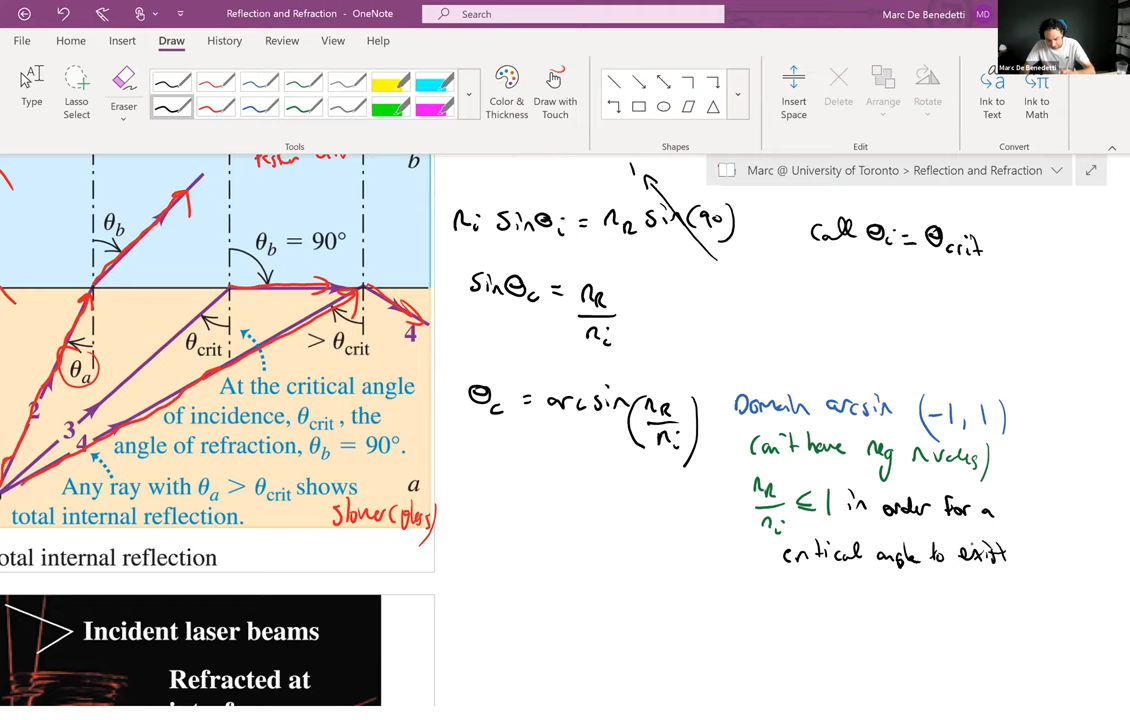 Reflection and Refraction - OneNote
Search
Marc De Benedetti
MD
File
Home
Insert
Draw
History
Review
View
Help
Marc De Benedetti
Type
Lasso
Select
Eraser
Color &
Thickness
Draw with
Touch
Insert
Space
Delete
Arrange
Rotate
Ink to
Text
Ink to
Math
Tools
Shapes
Edit
Convert
Marc @ University of Toronto > Reflection and Refraction
b
θb
θb = 90°
θcrit
> θcrit
4
θa
2
3
4
At the critical angle
of incidence, θcrit, the
angle of refraction, θb = 90°.
Any ray with θa > θcrit shows
total internal reflection.
a
slower (glass)
otal internal reflection
Incident laser beams
Refracted at
ni sinθi = nR sin(90)
call θi = θcrit
sinθc = nR/ni
θc = arcsin(nR/ni)
Domain arcsin (-1, 1)
(can't have neg n values)
nR/ni ≤ 1 in order for a
critical angle to exist